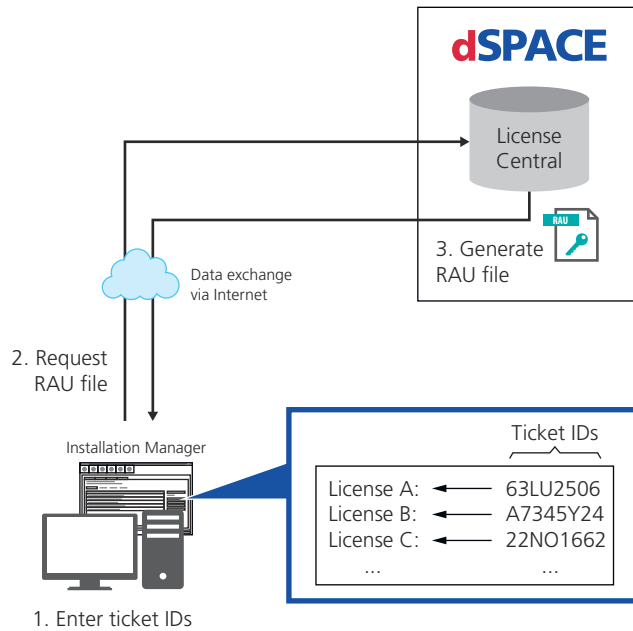 dSPACE
License
Central
RAU
3. Generate
RAU file
Data exchange
via Internet
2. Request
RAU file
Installation Manager
Ticket IDs
License A: 63LU2506
License B: A7345Y24
License C: 22NO1662
... ...
1. Enter ticket IDs